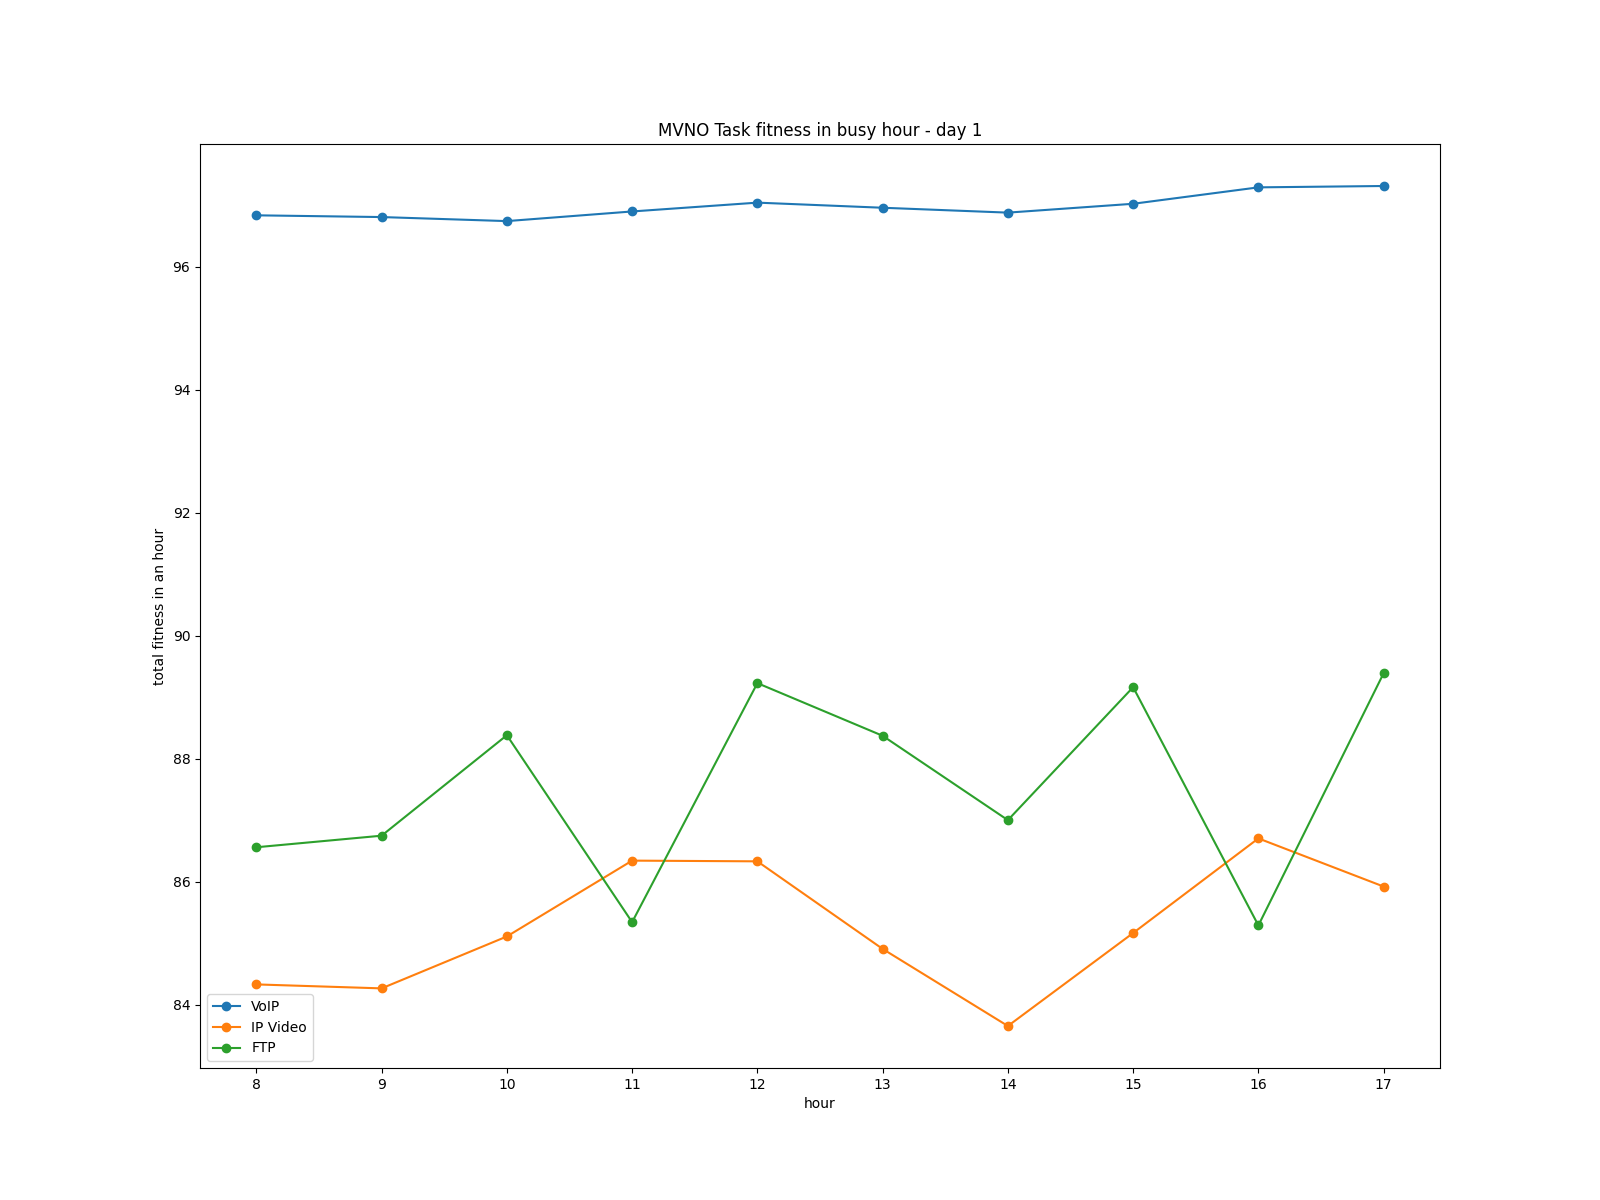 MVNO Task fitness in busy hour - day 1
total fitness in an hour
96
94
92
90
88
86
84
VoIP
IP Video
FTP
8 9 10 11 12 13 14 15 16 17
hour